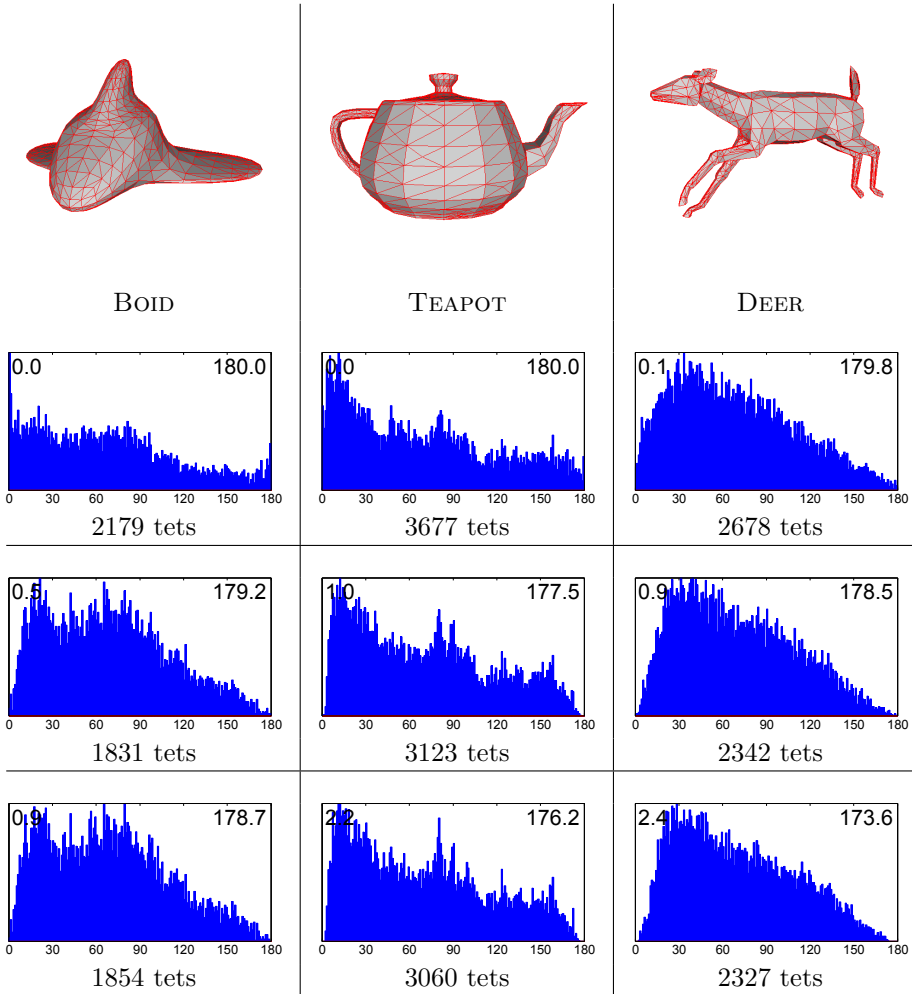 BOID TEAPOT DEER
0.0 180.0 0.0 180.0 0.1 179.8
0 30 60 90 120 150 180 0 30 60 90 120 150 180 0 30 60 90 120 150 180
2179 tets 3677 tets 2678 tets
0.5 179.2 1.0 177.5 0.9 178.5
0 30 60 90 120 150 180 0 30 60 90 120 150 180 0 30 60 90 120 150 180
1831 tets 3123 tets 2342 tets
0.9 178.7 2.2 176.2 2.4 173.6
0 30 60 90 120 150 180 0 30 60 90 120 150 180 0 30 60 90 120 150 180
1854 tets 3060 tets 2327 tets